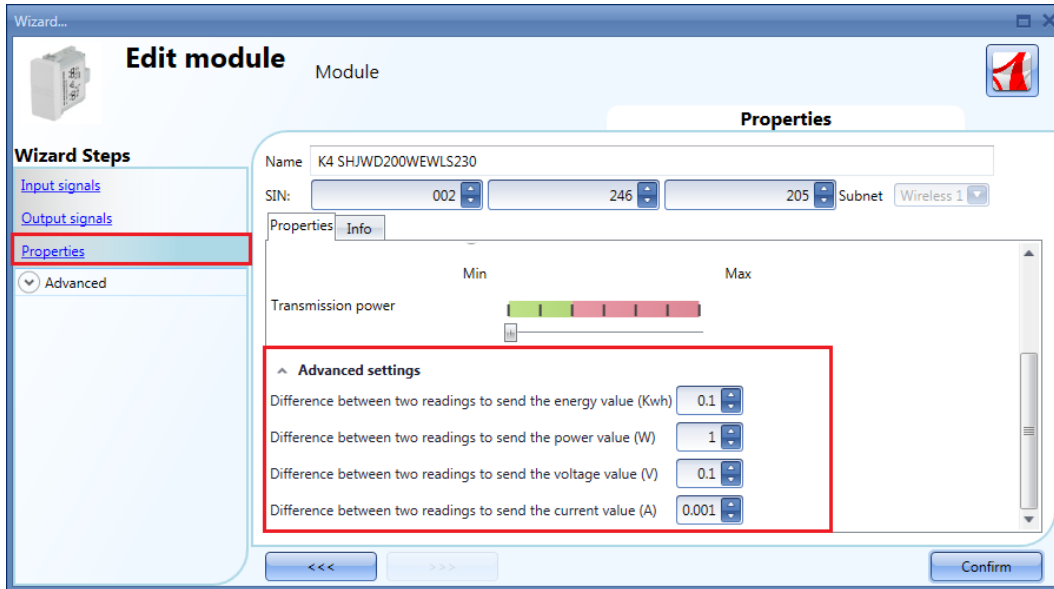 Wizard...
Edit module
Module
Properties
Wizard Steps
Input signals
Output signals
Properties
Advanced
Name K4 SHJWD200WEWLS230
SIN: 002 246 205 Subnet Wireless 1
Properties Info
Min Max
Transmission power
Advanced settings
Difference between two readings to send the energy value (Kwh) 0.1
Difference between two readings to send the power value (W) 1
Difference between two readings to send the voltage value (V) 0.1
Difference between two readings to send the current value (A) 0.001
<<< >>> Confirm